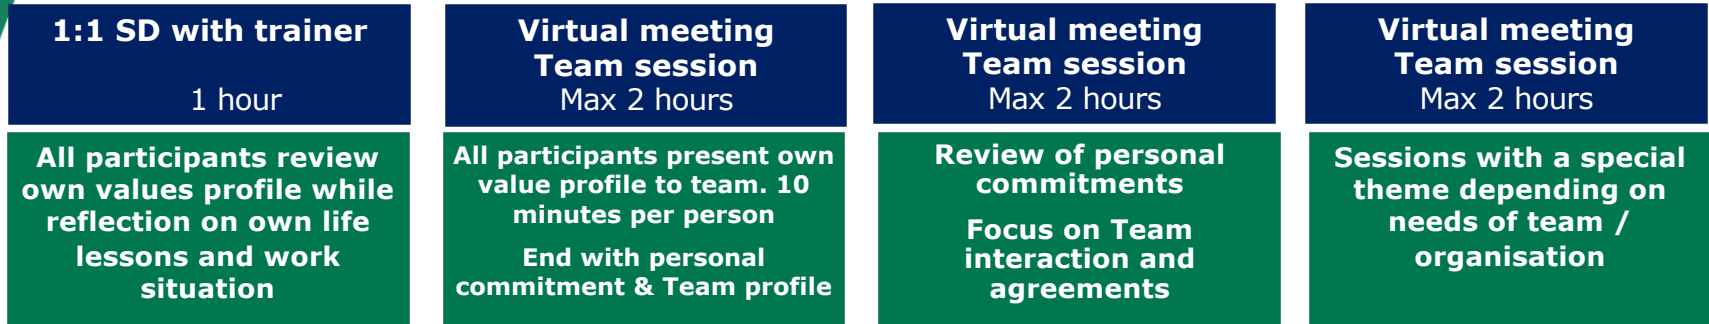 1:1 SD with trainer
1 hour
All participants review
own values profile while
reflection on own life
lessons and work
situation
Virtual meeting
Team session
Max 2 hours
All participants present own
value profile to team. 10
minutes per person
End with personal
commitment & Team profile
Virtual meeting
Team session
Max 2 hours
Review of personal
commitments
Focus on Team
interaction and
agreements
Virtual meeting
Team session
Max 2 hours
Sessions with a special
theme depending on
needs of team /
organisation